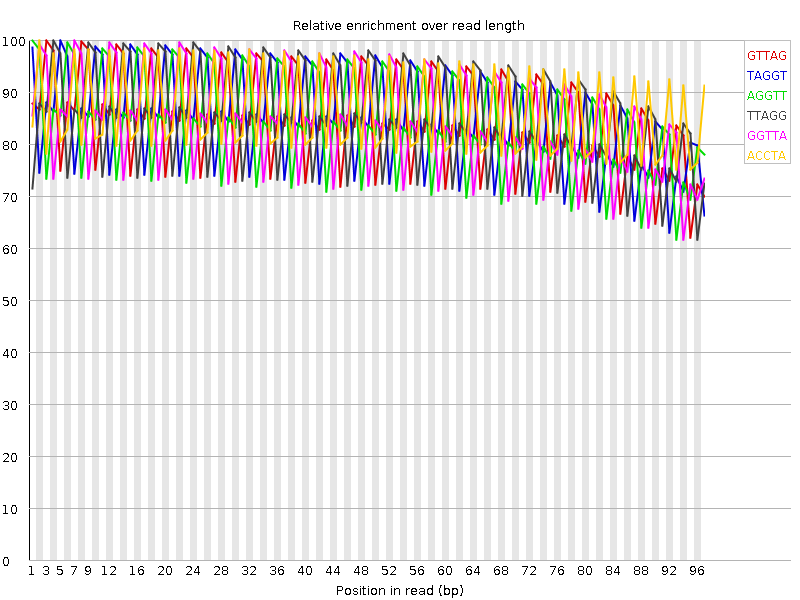 Relative enrichment over read length
100
90
80
70
60
50
40
30
20
10
0
GTTAG
TAGGT
AGGTT
TTAGG
GGTTA
ACCTA
1 3 5 7 9 12 16 20 24 28 32 36 40 44 48 52 56 60 64 68 72 76 80 84 88 92 96
Position in read (bp)